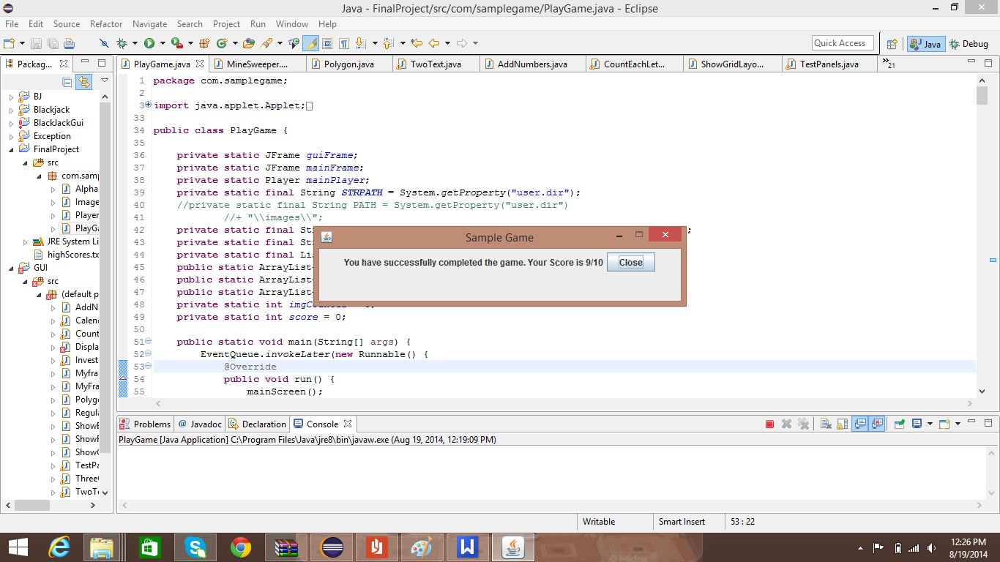 Java - FinalProject/src/com/samplegame/PlayGame.java - Eclipse
File Edit Source Refactor Navigate Search Project Run Window Help
Quick Access Java Debug
Packag...
PlayGame.java MineSweeper.... Polygon.java TwoText.java AddNumbers.java CountEachLet... ShowGridLayo... TestPanels.java »21
BJ
Blackjack
BlackJackGui
Exception
FinalProject
src
com.samp
Alpha
Image
Player
PlayGa
JRE System Li
highScores.tx
GUI
src
(default p
AddN
Calen
Count
Displa
Invest
Myfra
MyFra
Polygo
Regula
ShowB
ShowF
ShowG
TestPa
Three
TwoTe
1 package com.samplegame;
2
3 import java.applet.Applet;
33
34 public class PlayGame {
35
36 private static JFrame guiFrame;
37 private static JFrame mainFrame;
38 private static Player mainPlayer;
39 private static final String STRPATH = System.getProperty("user.dir");
40 //private static final String PATH = System.getProperty("user.dir")
41 //+ "\\images\\";
42 private static final St ;
43 private static final St
44 private static final Li
45 public static ArrayList
46 public static ArrayList
47 public static ArrayList
48 private static int imgC
49 private static int score = 0;
50
51 public static void main(String[] args) {
52 EventQueue.invokeLater(new Runnable() {
53 @Override
54 public void run() {
55 mainScreen();
Sample Game
You have successfully completed the game. Your Score is 9/10 Close
Problems @ Javadoc Declaration Console
PlayGame [Java Application] C:\Program Files\Java\jre8\bin\javaw.exe (Aug 19, 2014, 12:19:09 PM)
Writable Smart Insert 53 : 22
12:26 PM
8/19/2014